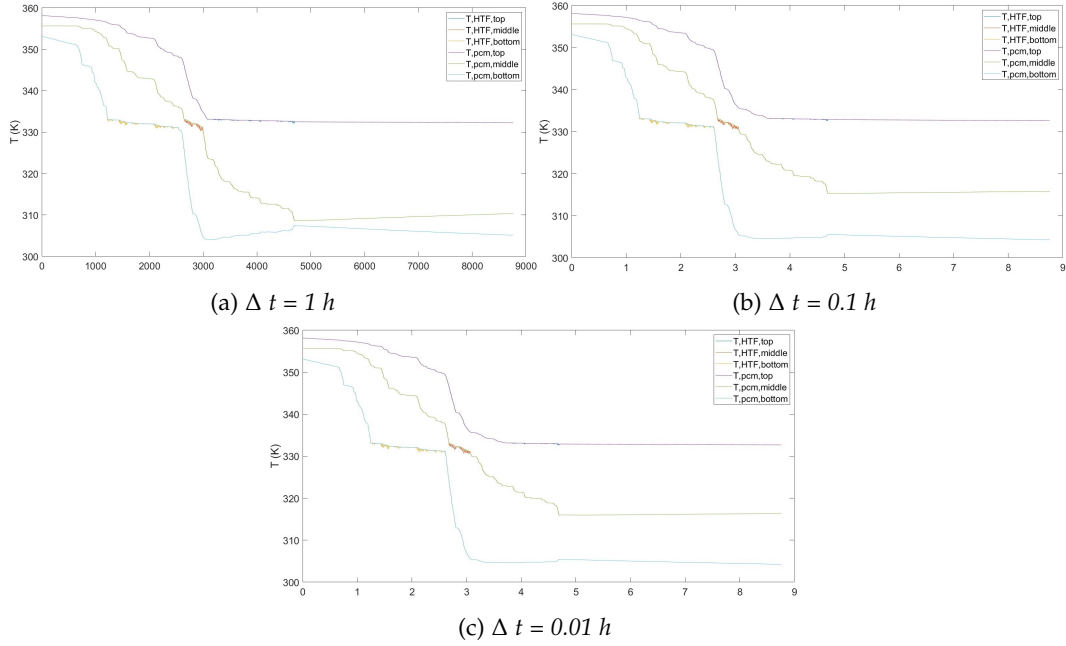 360
350
340
330
320
310
300
T (K)
0 1000 2000 3000 4000 5000 6000 7000 8000 9000
T,HTF,top
T,HTF,middle
T,HTF,bottom
T,pcm,top
T,pcm,middle
T,pcm,bottom
(a) Δ t = 1 h
360
350
340
330
320
310
300
T (K)
0 1 2 3 4 5 6 7 8 9
T,HTF,top
T,HTF,middle
T,HTF,bottom
T,pcm,top
T,pcm,middle
T,pcm,bottom
(b) Δ t = 0.1 h
360
350
340
330
320
310
300
T (K)
0 1 2 3 4 5 6 7 8 9
T,HTF,top
T,HTF,middle
T,HTF,bottom
T,pcm,top
T,pcm,middle
T,pcm,bottom
(c) Δ t = 0.01 h